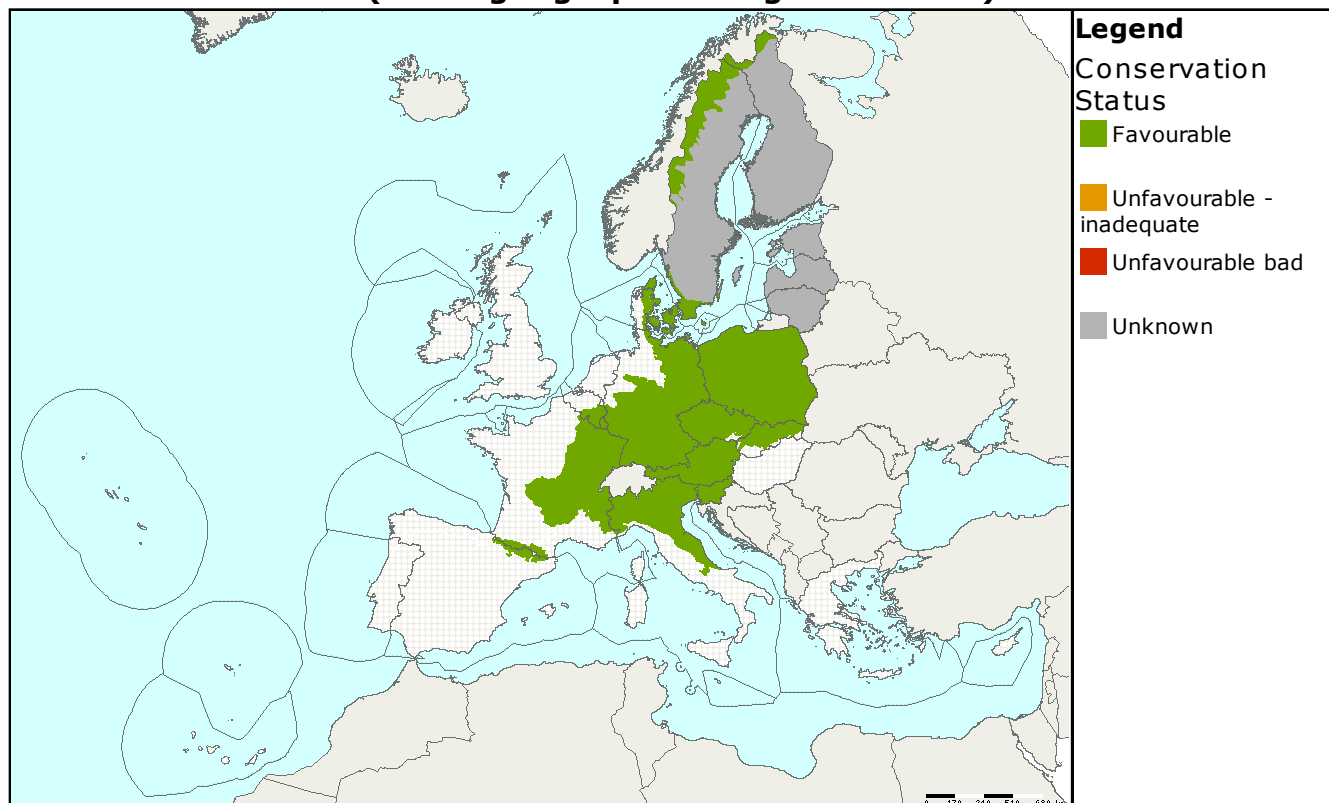 Legend
Conservation
Status
Favourable
Unfavourable -
inadequate
Unfavourable bad
Unknown